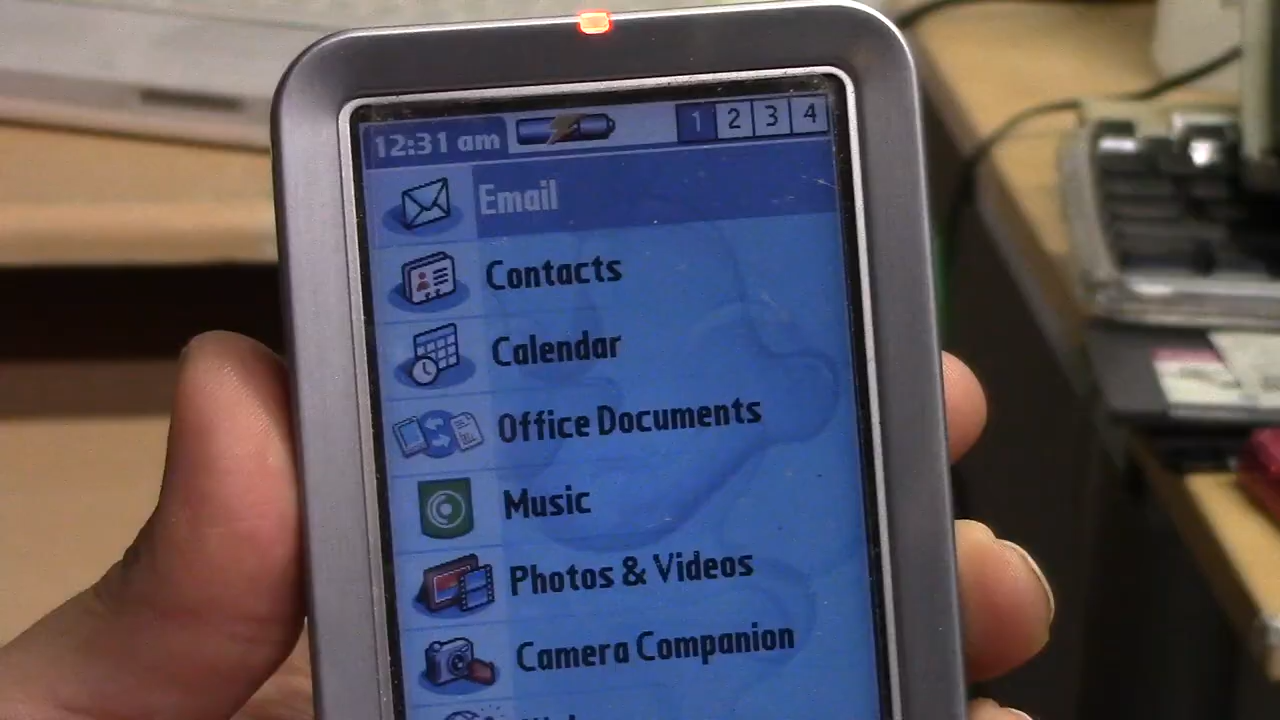 12:31 am 1 2 3 4
Email
Contacts
Calendar
Office Documents
Music
Photos & Videos
Camera Companion